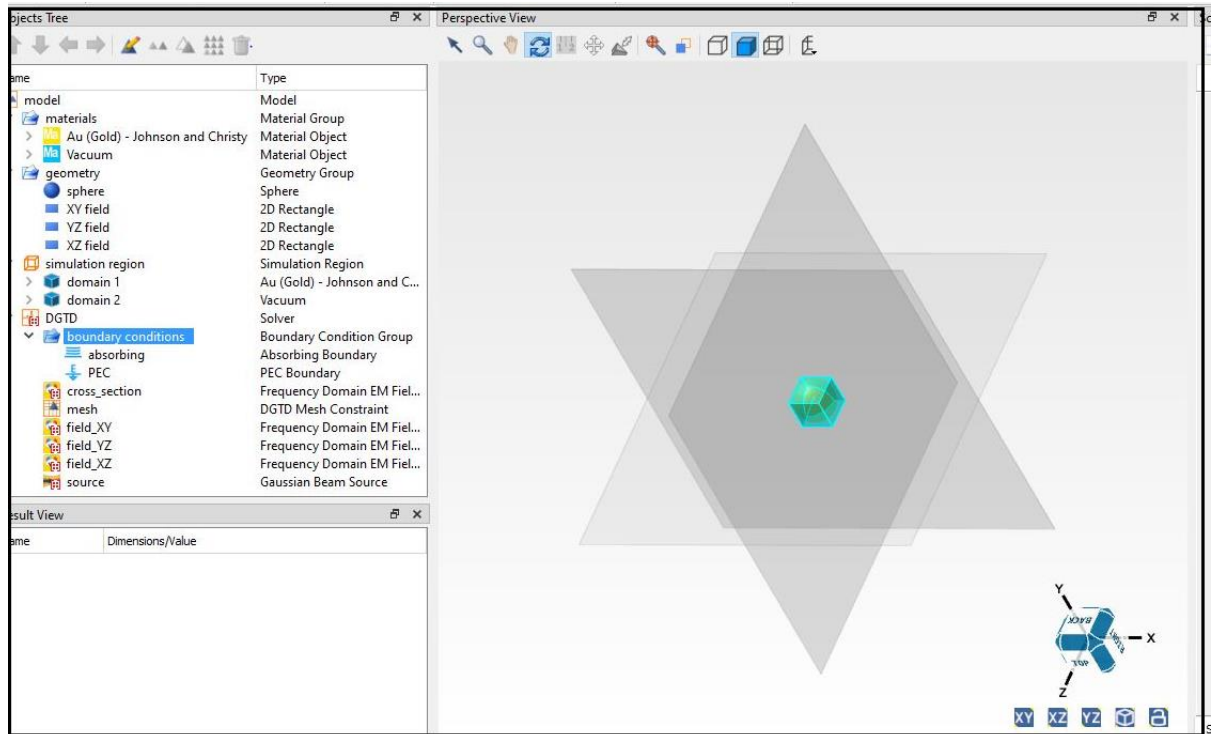 bjects Tree
ame Type
model Model
materials Material Group
Ma Au (Gold) - Johnson and Christy Material Object
Ma Vacuum Material Object
geometry Geometry Group
sphere Sphere
XY field 2D Rectangle
YZ field 2D Rectangle
XZ field 2D Rectangle
simulation region Simulation Region
domain 1 Au (Gold) - Johnson and C...
domain 2 Vacuum
DGTD Solver
boundary conditions Boundary Condition Group
absorbing Absorbing Boundary
PEC PEC Boundary
cross_section Frequency Domain EM Fiel...
mesh DGTD Mesh Constraint
field_XY Frequency Domain EM Fiel...
field_YZ Frequency Domain EM Fiel...
field_XZ Frequency Domain EM Fiel...
source Gaussian Beam Source
esult View
ame Dimensions/Value
Perspective View
Y
BACK
RIGHT
X
TOP
Z
XY XZ YZ
Sc
S